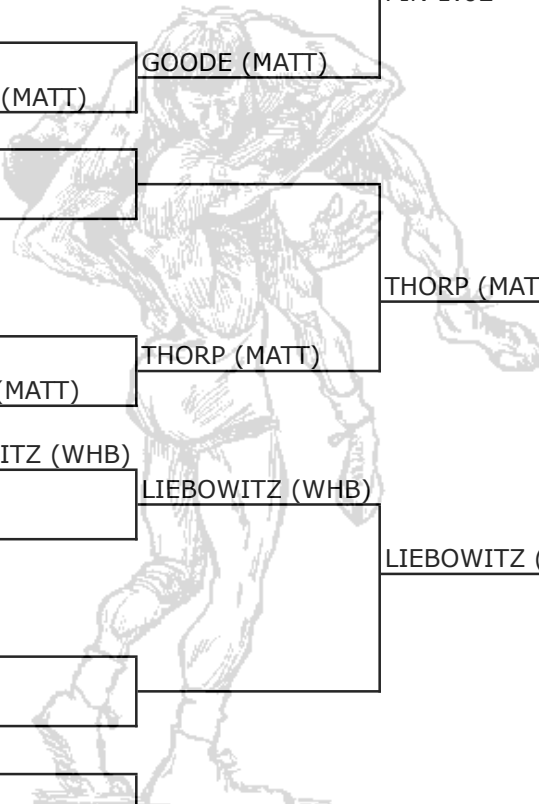 GOODE (MATT)
(MATT)
THORP (MAT
THORP (MATT)
(MATT)
ITZ (WHB)
LIEBOWITZ (WHB)
LIEBOWITZ (